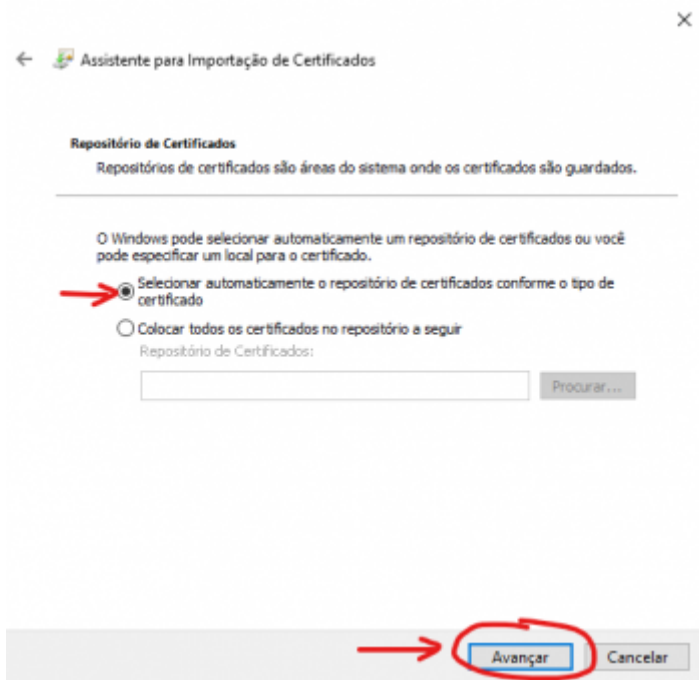 Assistente para Importação de Certificados
Repositório de Certificados
Repositórios de certificados são áreas do sistema onde os certificados são guardados.
O Windows pode selecionar automaticamente um repositório de certificados ou você
pode especificar um local para o certificado.
Selecionar automaticamente o repositório de certificados conforme o tipo de
certificado
Colocar todos os certificados no repositório a seguir
Repositório de Certificados:
Procurar...
Avançar Cancelar